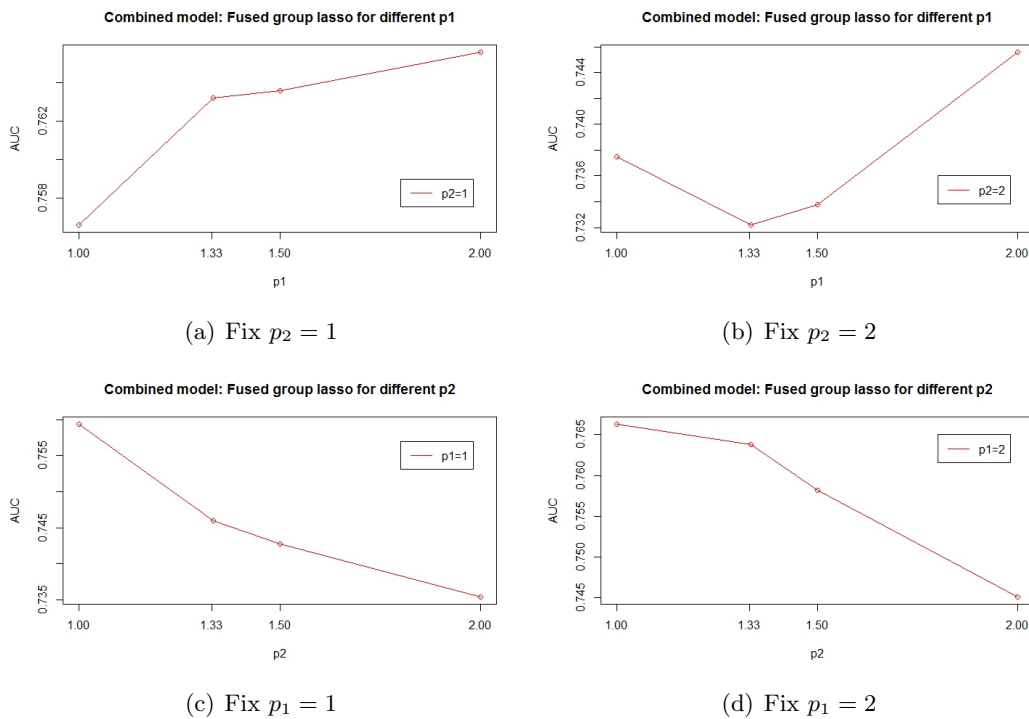 Combined model: Fused group lasso for different p1
AUC
0.762
0.758
p2=1
1.00 1.33 1.50 2.00
p1
(a) Fix p₂ = 1
Combined model: Fused group lasso for different p1
AUC
0.744
0.740
0.736
0.732
p2=2
1.00 1.33 1.50 2.00
p1
(b) Fix p₂ = 2
Combined model: Fused group lasso for different p2
AUC
0.755
0.745
0.735
p1=1
1.00 1.33 1.50 2.00
p2
(c) Fix p₁ = 1
Combined model: Fused group lasso for different p2
AUC
0.765
0.760
0.755
0.750
0.745
p1=2
1.00 1.33 1.50 2.00
p2
(d) Fix p₁ = 2